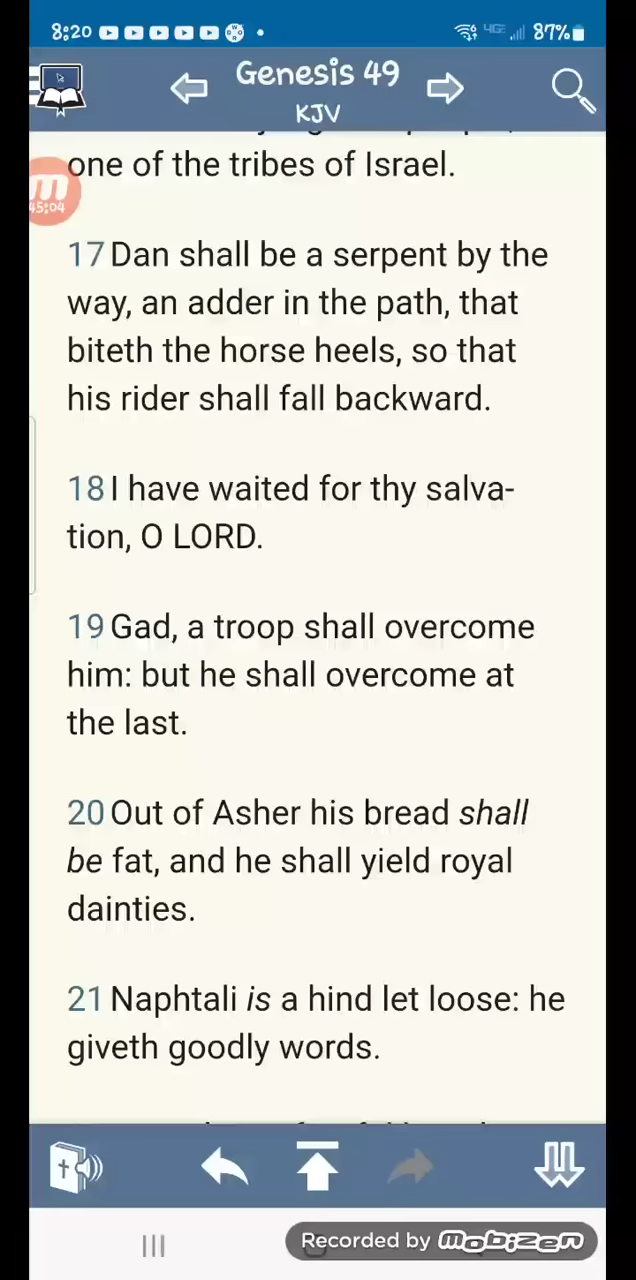 8:20
87%
Genesis 49
KJV
one of the tribes of Israel.
45:04
17 Dan shall be a serpent by the
way, an adder in the path, that
biteth the horse heels, so that
his rider shall fall backward.
18 I have waited for thy salva-
tion, O LORD.
19 Gad, a troop shall overcome
him: but he shall overcome at
the last.
20 Out of Asher his bread shall
be fat, and he shall yield royal
dainties.
21 Naphtali is a hind let loose: he
giveth goodly words.
Recorded by mobizen